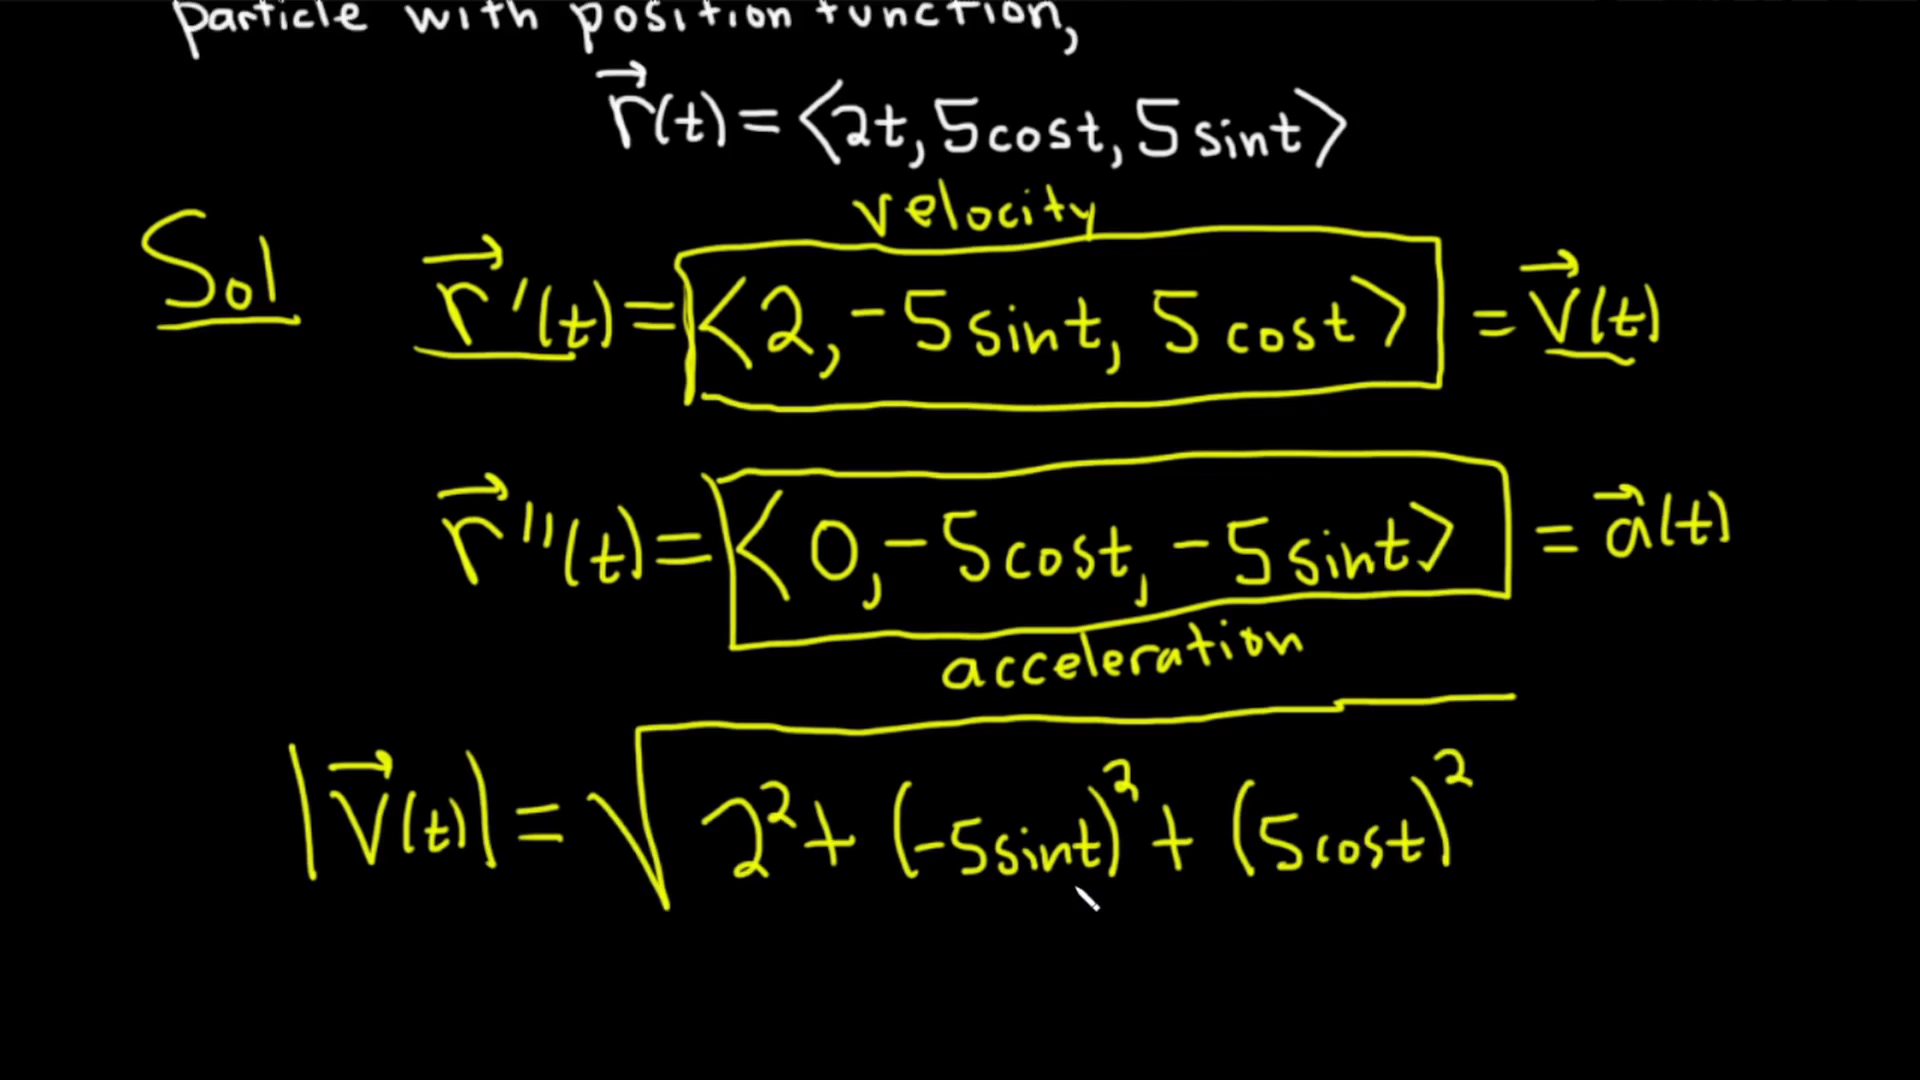 particle with position function,
r⃗(t) = ⟨2t, 5cost, 5sint⟩
velocity
Sol r⃗'(t) = ⟨2, -5sint, 5cost⟩ = v⃗(t)
r⃗''(t) = ⟨0, -5cost, -5sint⟩ = a⃗(t)
acceleration
|v⃗(t)| = √(2² + (-5sint)² + (5cost)²)